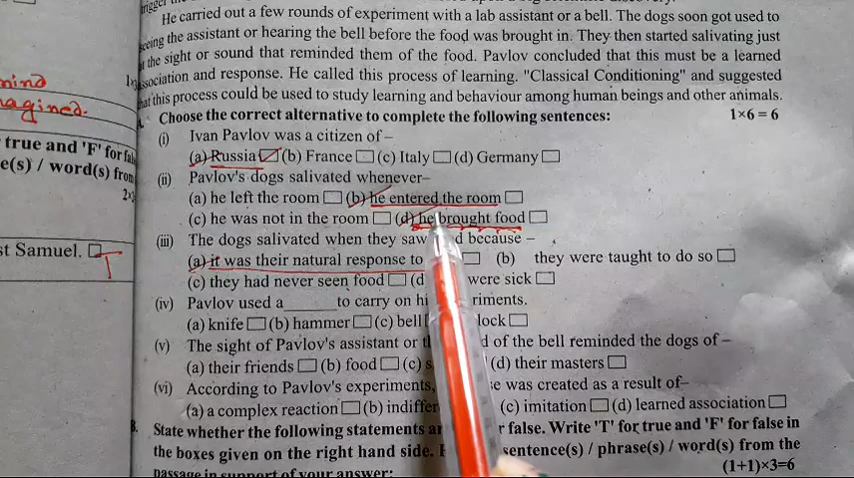 He carried out a few rounds of experiment with a lab assistant or a bell. The dogs soon got used to
seeing the assistant or hearing the bell before the food was brought in. They then started salivating just
at the sight or sound that reminded them of the food. Pavlov concluded that this must be a learned
association and response. He called this process of learning. "Classical Conditioning" and suggested
that this process could be used to study learning and behaviour among human beings and other animals.
Choose the correct alternative to complete the following sentences: 1×6 = 6
(i) Ivan Pavlov was a citizen of –
(a) Russia (b) France (c) Italy (d) Germany
(ii) Pavlov's dogs salivated whenever–
(a) he left the room (b) he entered the room
(c) he was not in the room (d) he brought food
(iii) The dogs salivated when they saw because –
(a) it was their natural response to (b) they were taught to do so
(c) they had never seen food (d were sick
(iv) Pavlov used a______to carry on
(a) knife (b) hammer (c) bell
(v) The sight of Pavlov's assistant or of the bell reminded the dogs of –
(a) their friends (b) food (c) (d) their masters
(vi) According to Pavlov's experiments, was created as a result of–
(a) a complex reaction (b) (c) imitation (d) learned association
B. State whether the following statements false. Write 'T' for true and 'F' for false in
the boxes given on the right hand side. sentence(s) / phrase(s) / word(s) from the
passage in support of your answer: (1+1)×3=6
imagined.
true and 'F' for
e(s) / word(s) from
st Samuel. T